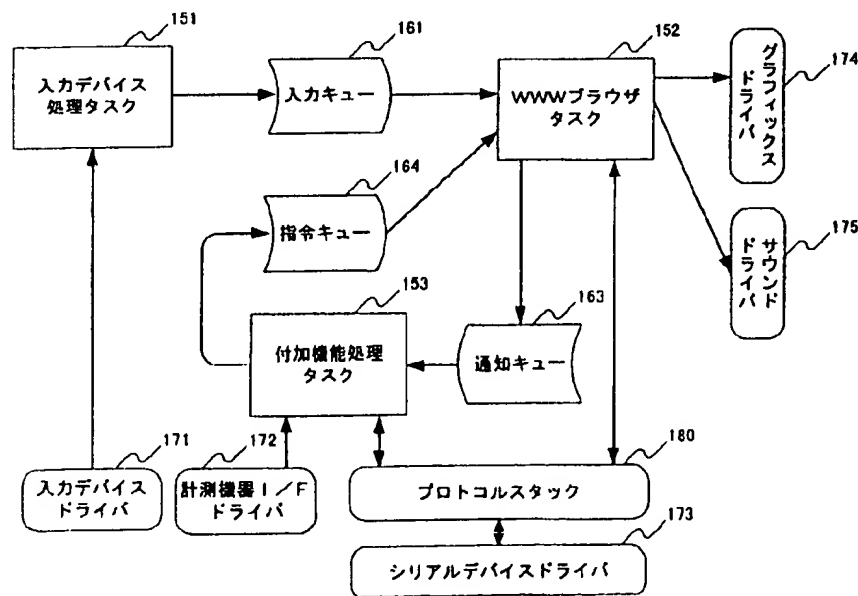 151
入力デバイス
処理タスク
161
入力キュー
152
WWWブラウザ
タスク
グラフィックス
ドライバ
174
164
指令キュー
サウンド
ドライバ
175
153
付加機能処理
タスク
163
通知キュー
171
入力デバイス
ドライバ
172
計測機器I/F
ドライバ
180
プロトコルスタック
173
シリアルデバイスドライバ